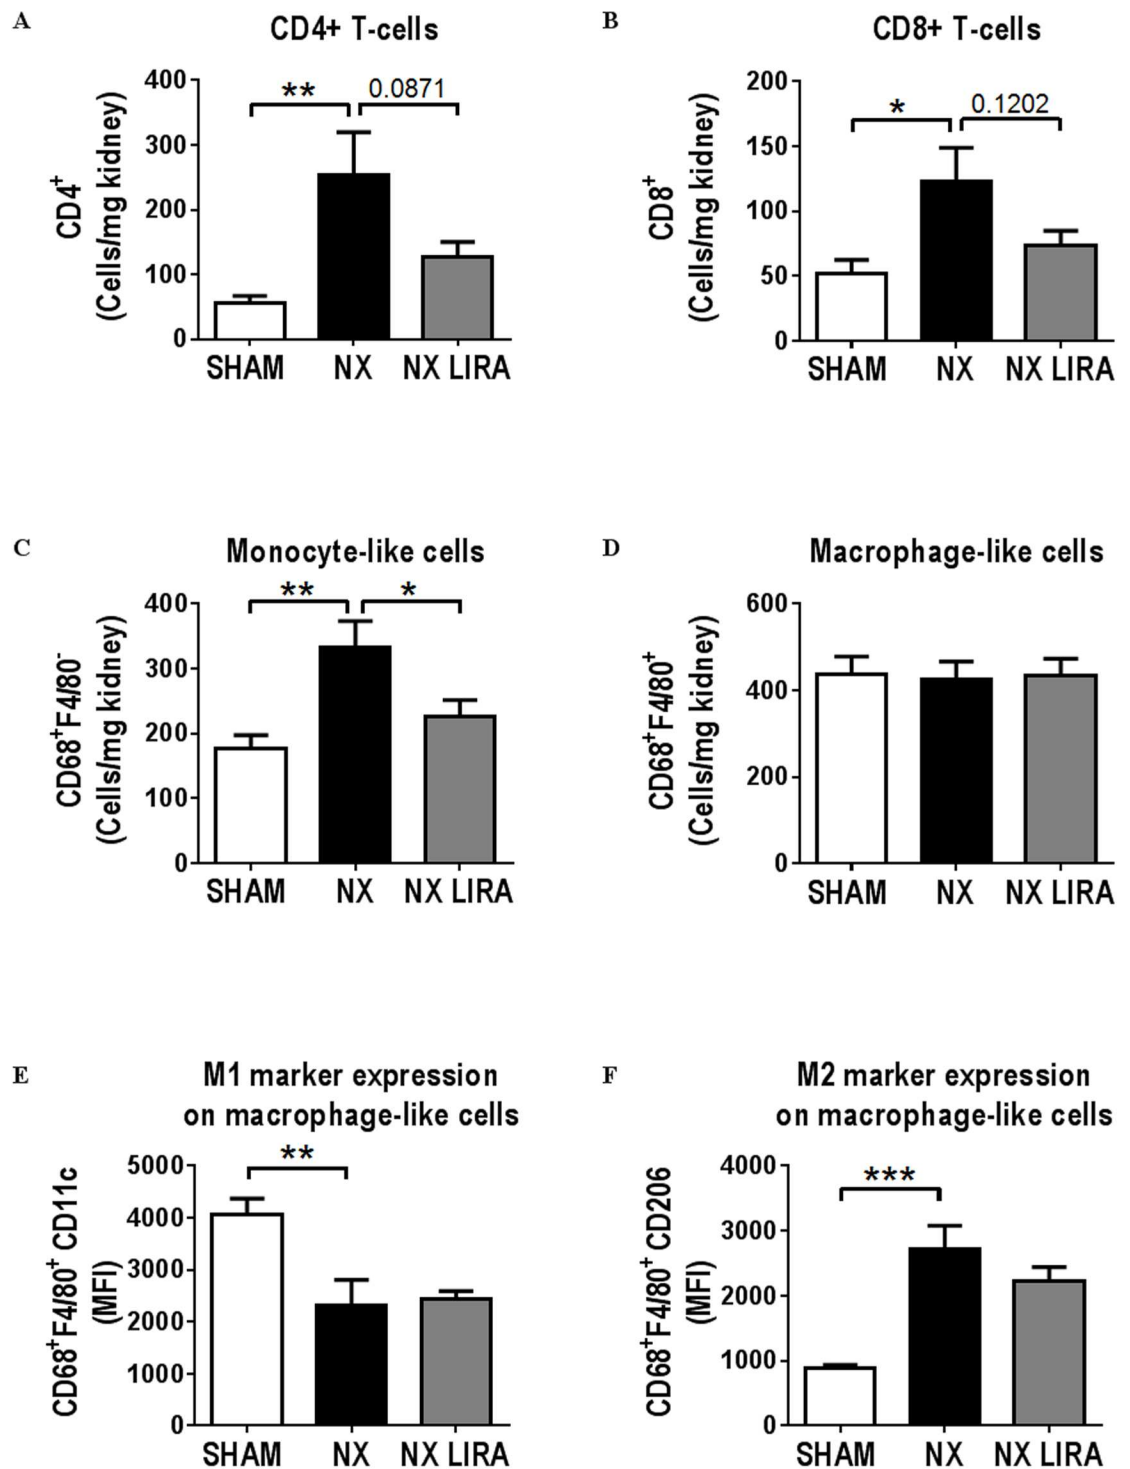 A
CD4+ T-cells
CD4+
(Cells/mg kidney)
400
300
200
100
0
**
0.0871
SHAM NX NX LIRA
B
CD8+ T-cells
CD8+
(Cells/mg kidney)
200
150
100
50
0
*
0.1202
SHAM NX NX LIRA
C
Monocyte-like cells
CD68+F4/80-
(Cells/mg kidney)
400
300
200
100
0
**
*
SHAM NX NX LIRA
D
Macrophage-like cells
CD68+F4/80+
(Cells/mg kidney)
600
400
200
0
SHAM NX NX LIRA
E
M1 marker expression
on macrophage-like cells
CD68+F4/80+ CD11c
(MFI)
5000
4000
3000
2000
1000
0
**
SHAM NX NX LIRA
F
M2 marker expression
on macrophage-like cells
CD68+F4/80+ CD206
(MFI)
4000
3000
2000
1000
0
***
SHAM NX NX LIRA